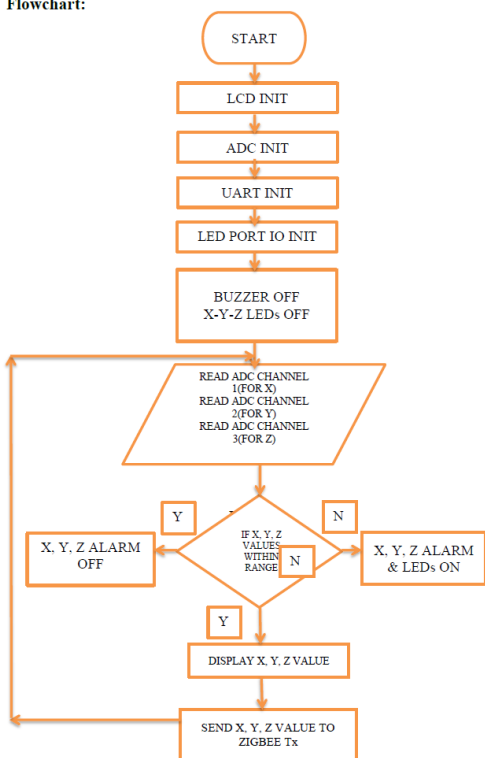 Flowchart:
START
LCD INIT
ADC INIT
UART INIT
LED PORT IO INIT
BUZZER OFF
X-Y-Z LEDs OFF
READ ADC CHANNEL
1(FOR X)
READ ADC CHANNEL
2(FOR Y)
READ ADC CHANNEL
3(FOR Z)
Y
N
IF X, Y, Z
VALUES
WITHIN
RANGE
N
X, Y, Z ALARM
OFF
X, Y, Z ALARM
& LEDs ON
Y
DISPLAY X, Y, Z VALUE
SEND X, Y, Z VALUE TO
ZIGBEE Tx